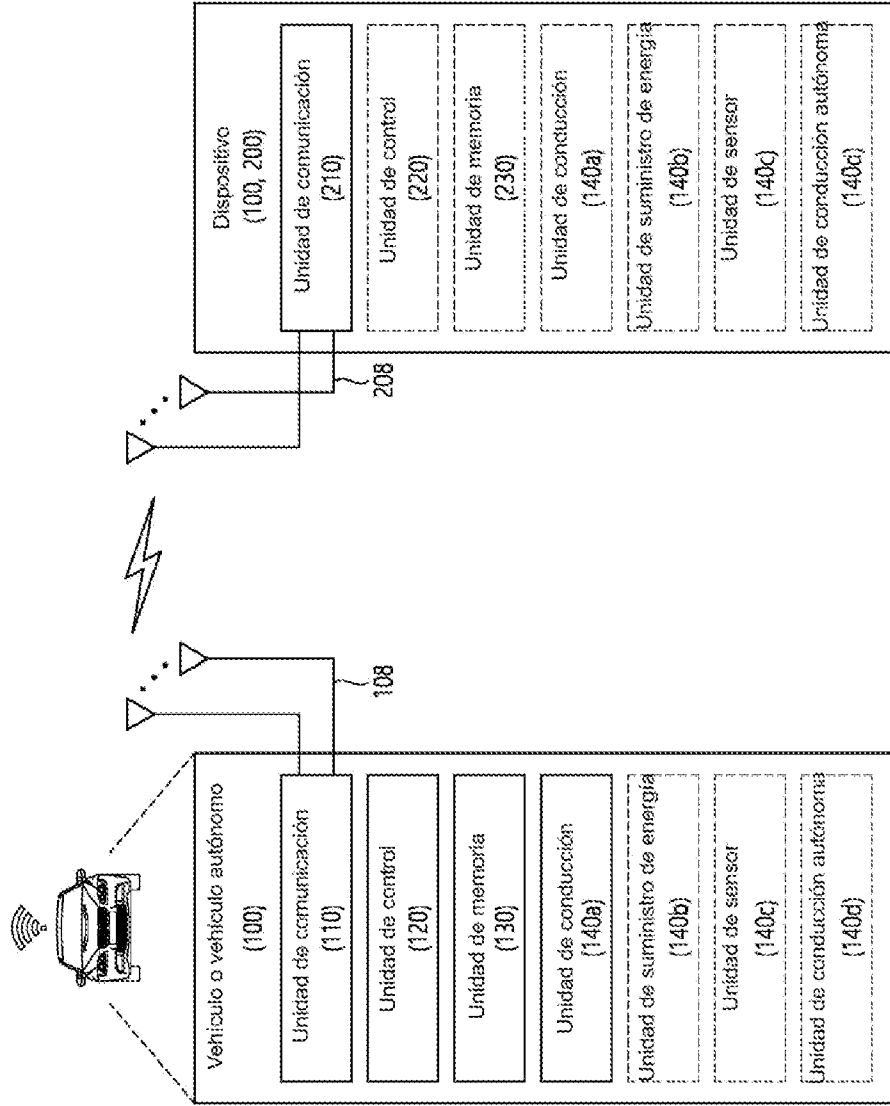 Vehículo o vehículo autónomo
(100)
Unidad de comunicación
(110)
Unidad de control
(120)
Unidad de memoria
(130)
Unidad de conducción
(140a)
Unidad de suministro de energía
(140b)
Unidad de sensor
(140c)
Unidad de conducción autónoma
(140d)
108
208
Dispositivo
(100, 200)
Unidad de comunicación
(210)
Unidad de control
(220)
Unidad de memoria
(230)
Unidad de conducción
(140a)
Unidad de suministro de energía
(140b)
Unidad de sensor
(140c)
Unidad de conducción autónoma
(140d)